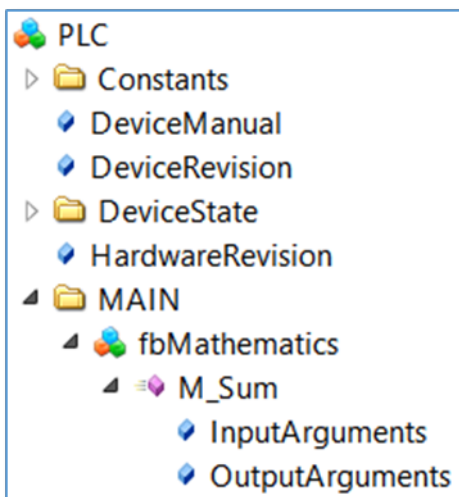 PLC
Constants
DeviceManual
DeviceRevision
DeviceState
HardwareRevision
MAIN
fbMathematics
M_Sum
InputArguments
OutputArguments